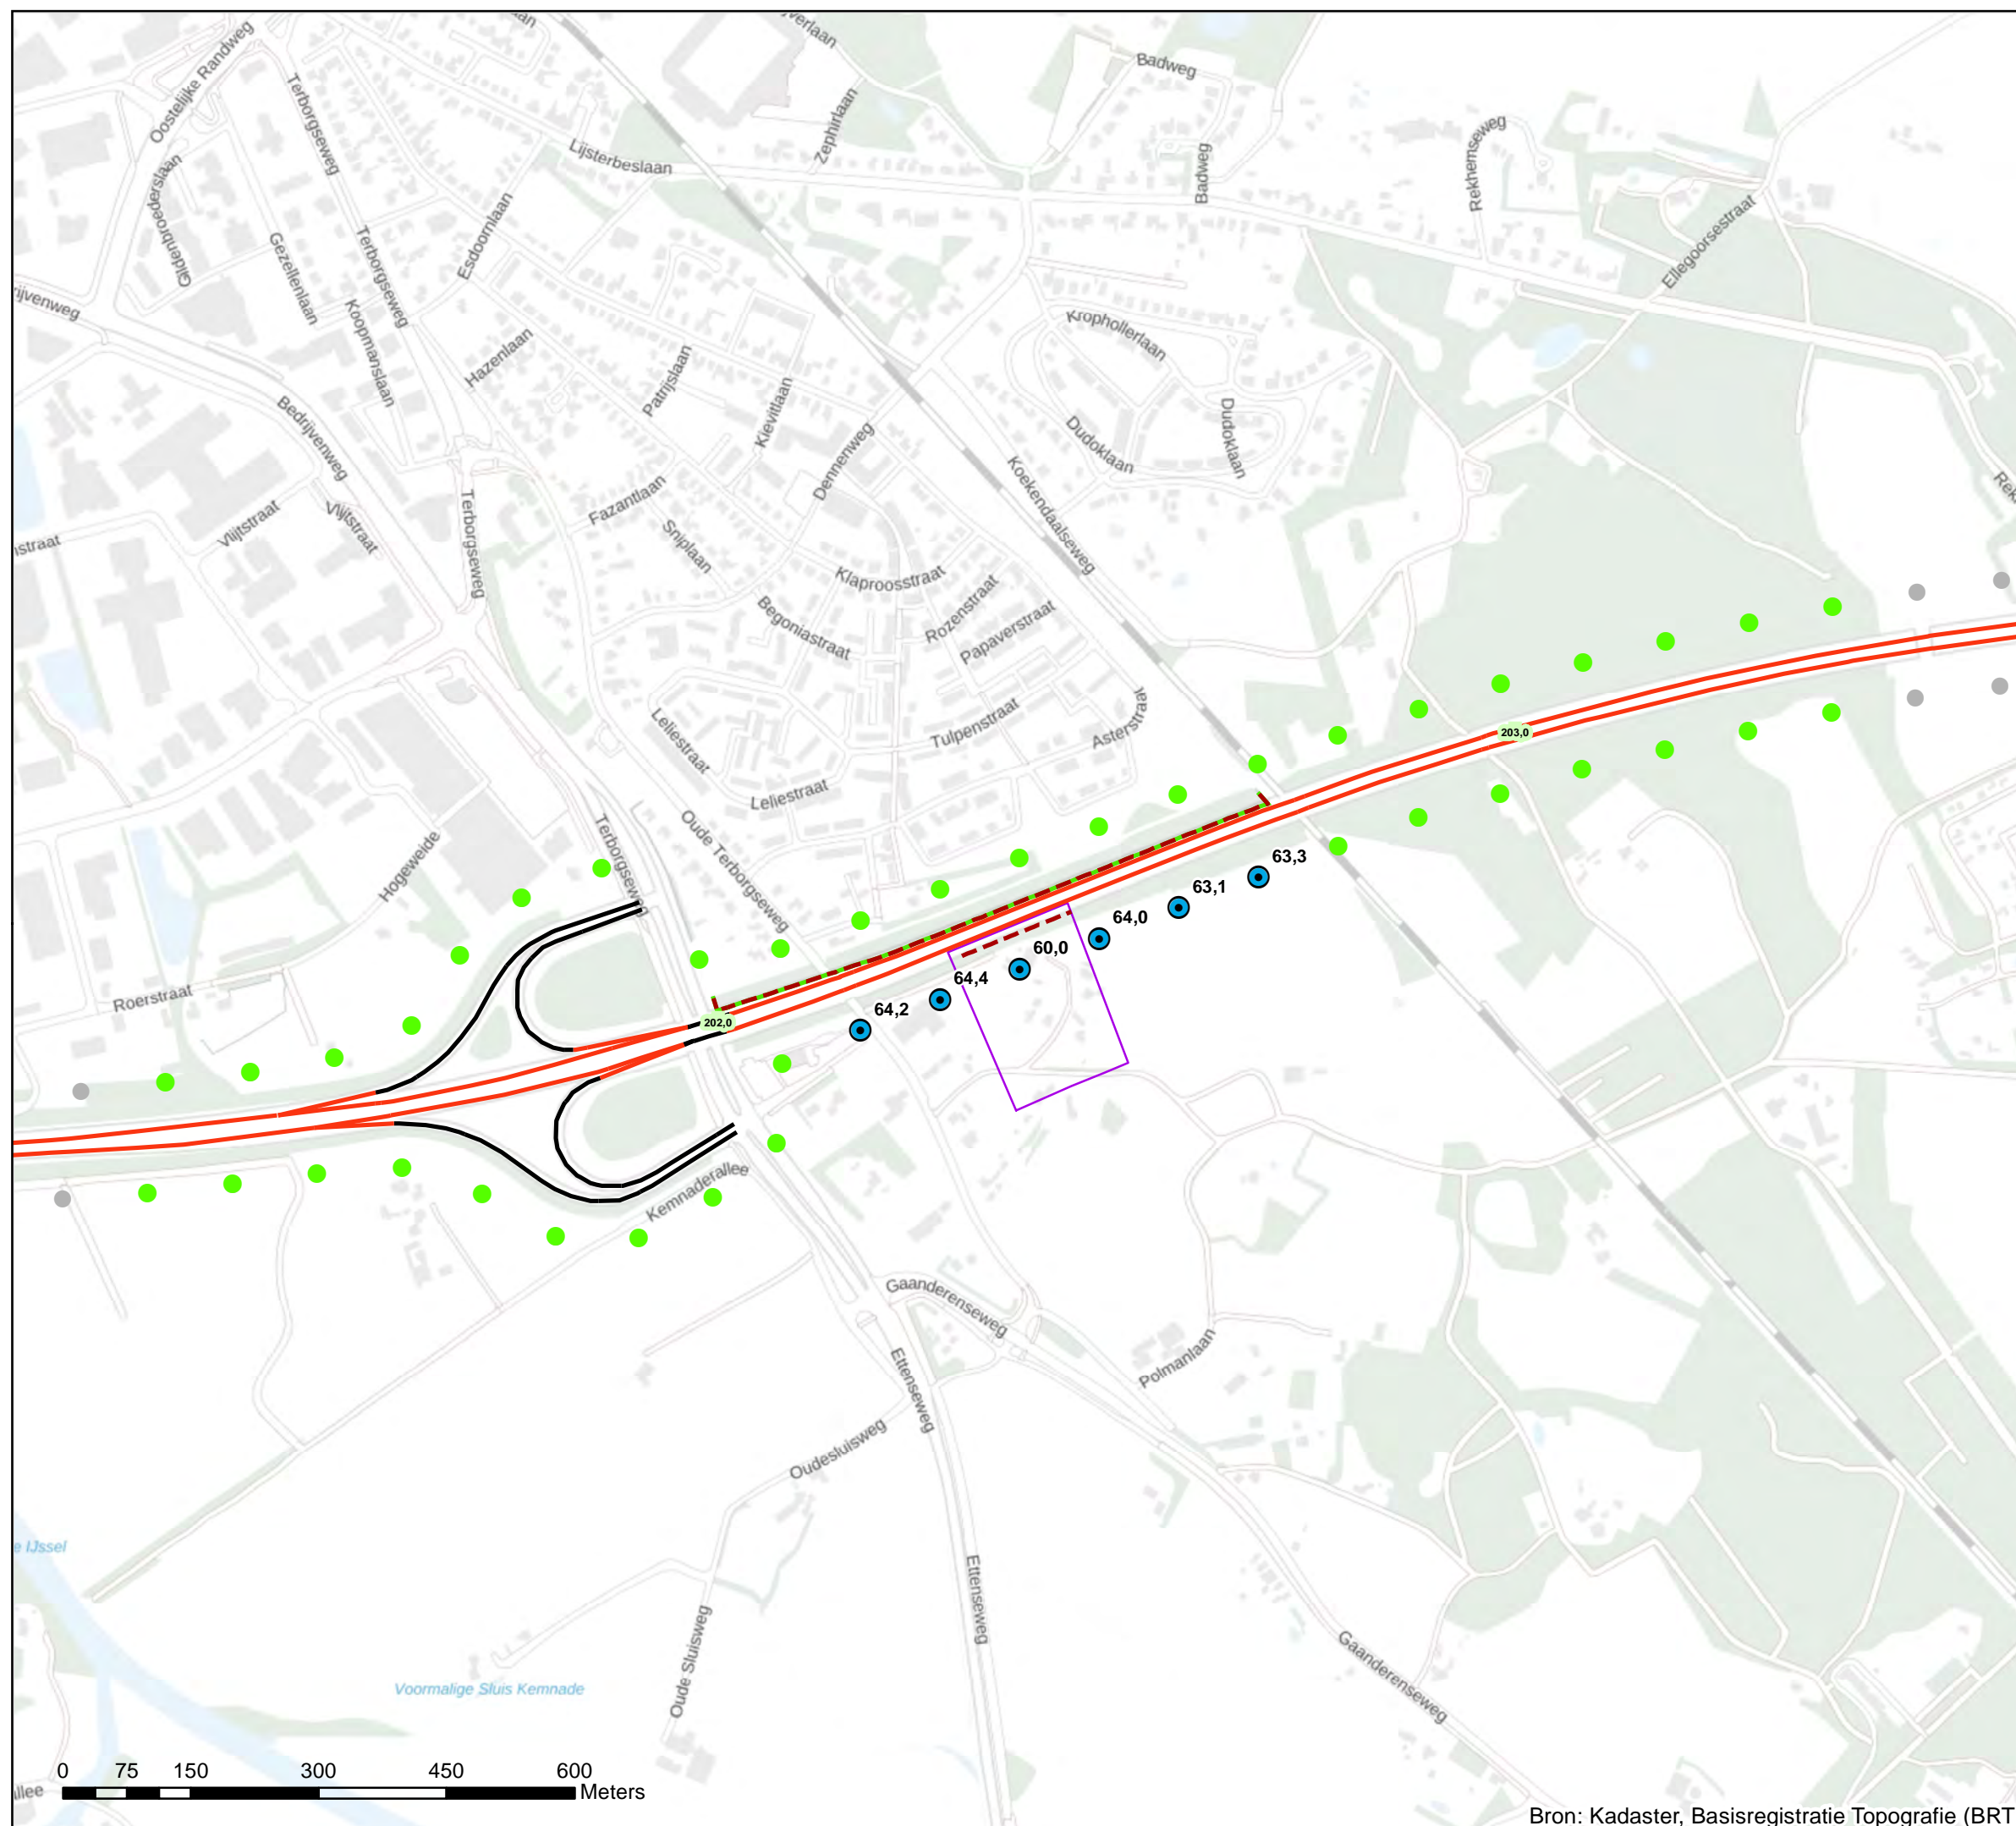 Oostelijke Randweg
Terborgseweg
Badweg
Zephirlaan
Lijsterbeslaan
Badweg
Rekhemseweg
Ellegoorsestraat
Gildenbroederslaan
Gezellenlaan
Terborgseweg
Esdoornlaan
Koopmanslaan
Hazenlaan
Patrijslaan
Kievitlaan
Krophollerlaan
Dudoklaan
Dudoklaan
Bedrijvenweg
Dennenweg
Koekendaalseweg
Vlijtstraat
Vlijtstraat
Terborgseweg
Fazantlaan
Sniplaan
Klaproosstraat
Begoniastraat
Rozenstraat
Papaverstraat
Leliestraat
Tulpenstraat
Asterstraat
Leliestraat
203,0
Hogeweide
Terborgseweg
Oude Terborgseweg
63,3
63,1
64,0
60,0
64,4
64,2
Roerstraat
202,0
Kemnaderallee
Gaanderenseweg
Polmanlaan
Ettenseweg
Oudesluisweg
e IJssel
Ettenseweg
Oude Sluisweg
Voormalige Sluis Kemnade
Gaanderenseweg
0 75 150 300 450 600
Meters
Bron: Kadaster, Basisregistratie Topografie (BRT